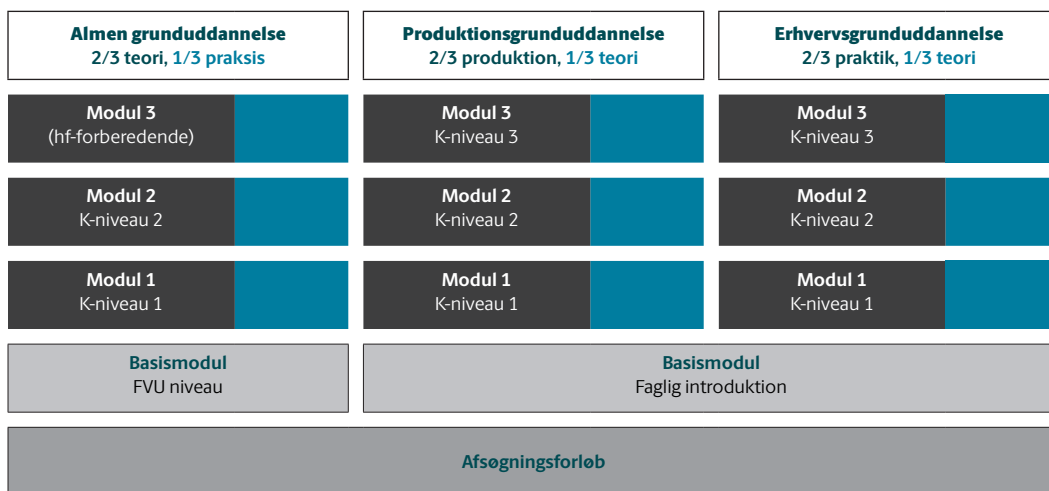 Almen grunduddannelse
2/3 teori, 1/3 praksis
Produktionsgrunduddannelse
2/3 produktion, 1/3 teori
Erhvervsgrunduddannelse
2/3 praktik, 1/3 teori
Modul 3
(hf-forberedende)
Modul 3
K-niveau 3
Modul 3
K-niveau 3
Modul 2
K-niveau 2
Modul 2
K-niveau 2
Modul 2
K-niveau 2
Modul 1
K-niveau 1
Modul 1
K-niveau 1
Modul 1
K-niveau 1
Basismodul
FVU niveau
Basismodul
Faglig introduktion
Afsøgningsforløb